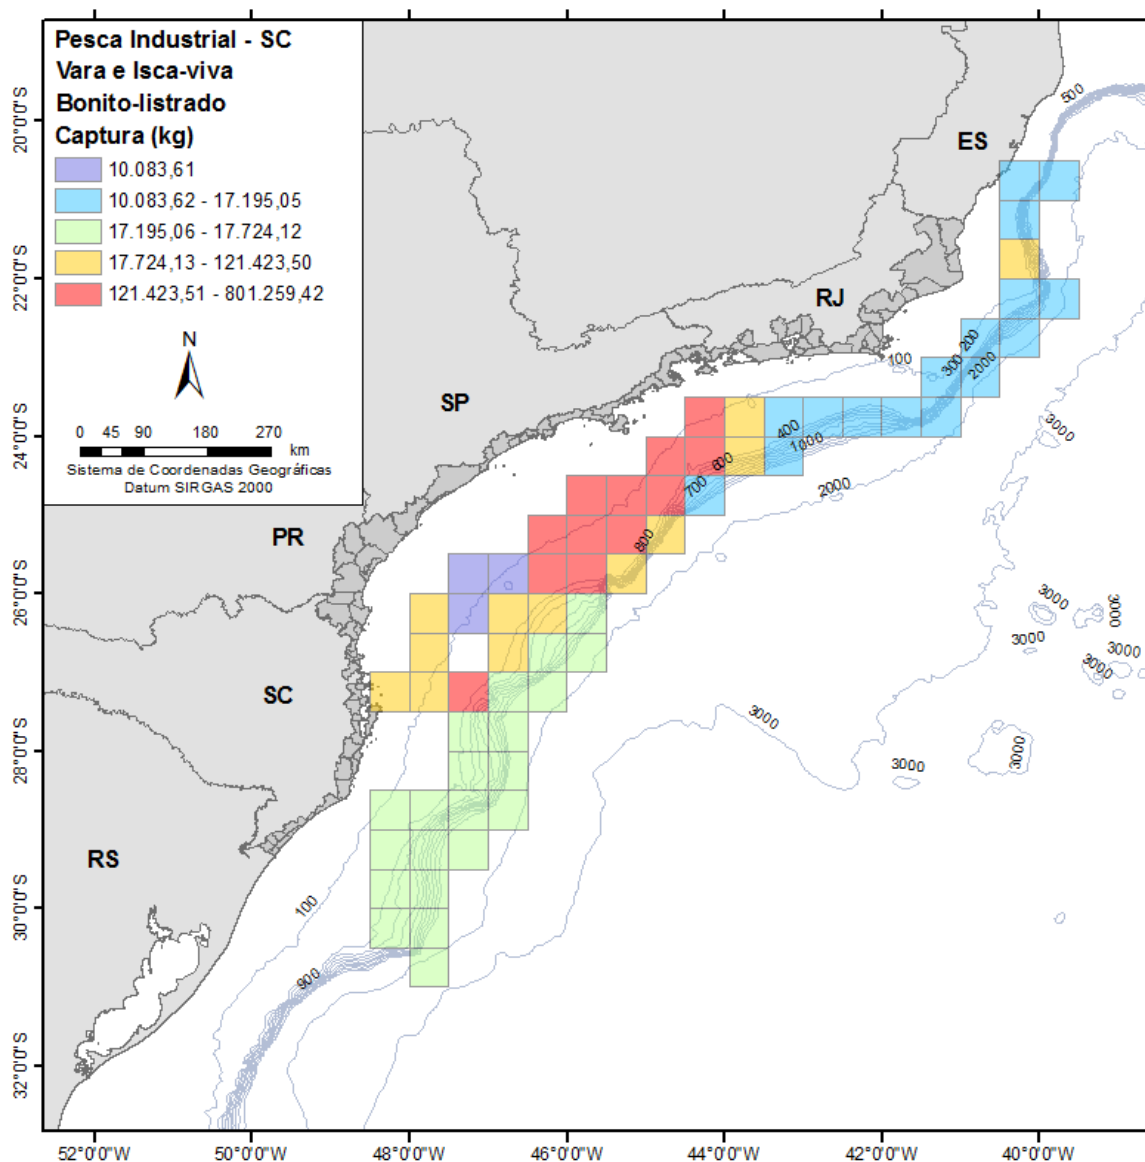 Pesca Industrial - SC
Vara e Isca-viva
Bonito-listrado
Captura (kg)
10.083,61
10.083,62 - 17.195,05
17.195,06 - 17.724,12
17.724,13 - 121.423,50
121.423,51 - 801.259,42
N
0 45 90 180 270
km
Sistema de Coordenadas Geográficas
Datum SIRGAS 2000
20°0'0"S
22°0'0"S
24°0'0"S
26°0'0"S
28°0'0"S
30°0'0"S
32°0'0"S
ES
RJ
SP
PR
SC
RS
500
100
200
300
2000
3000
400
1000
600
700
2000
800
3000
3000
3000
3000
3000
3000
3000
3000
3000
100
900
52°0'0"W
50°0'0"W
48°0'0"W
46°0'0"W
44°0'0"W
42°0'0"W
40°0'0"W